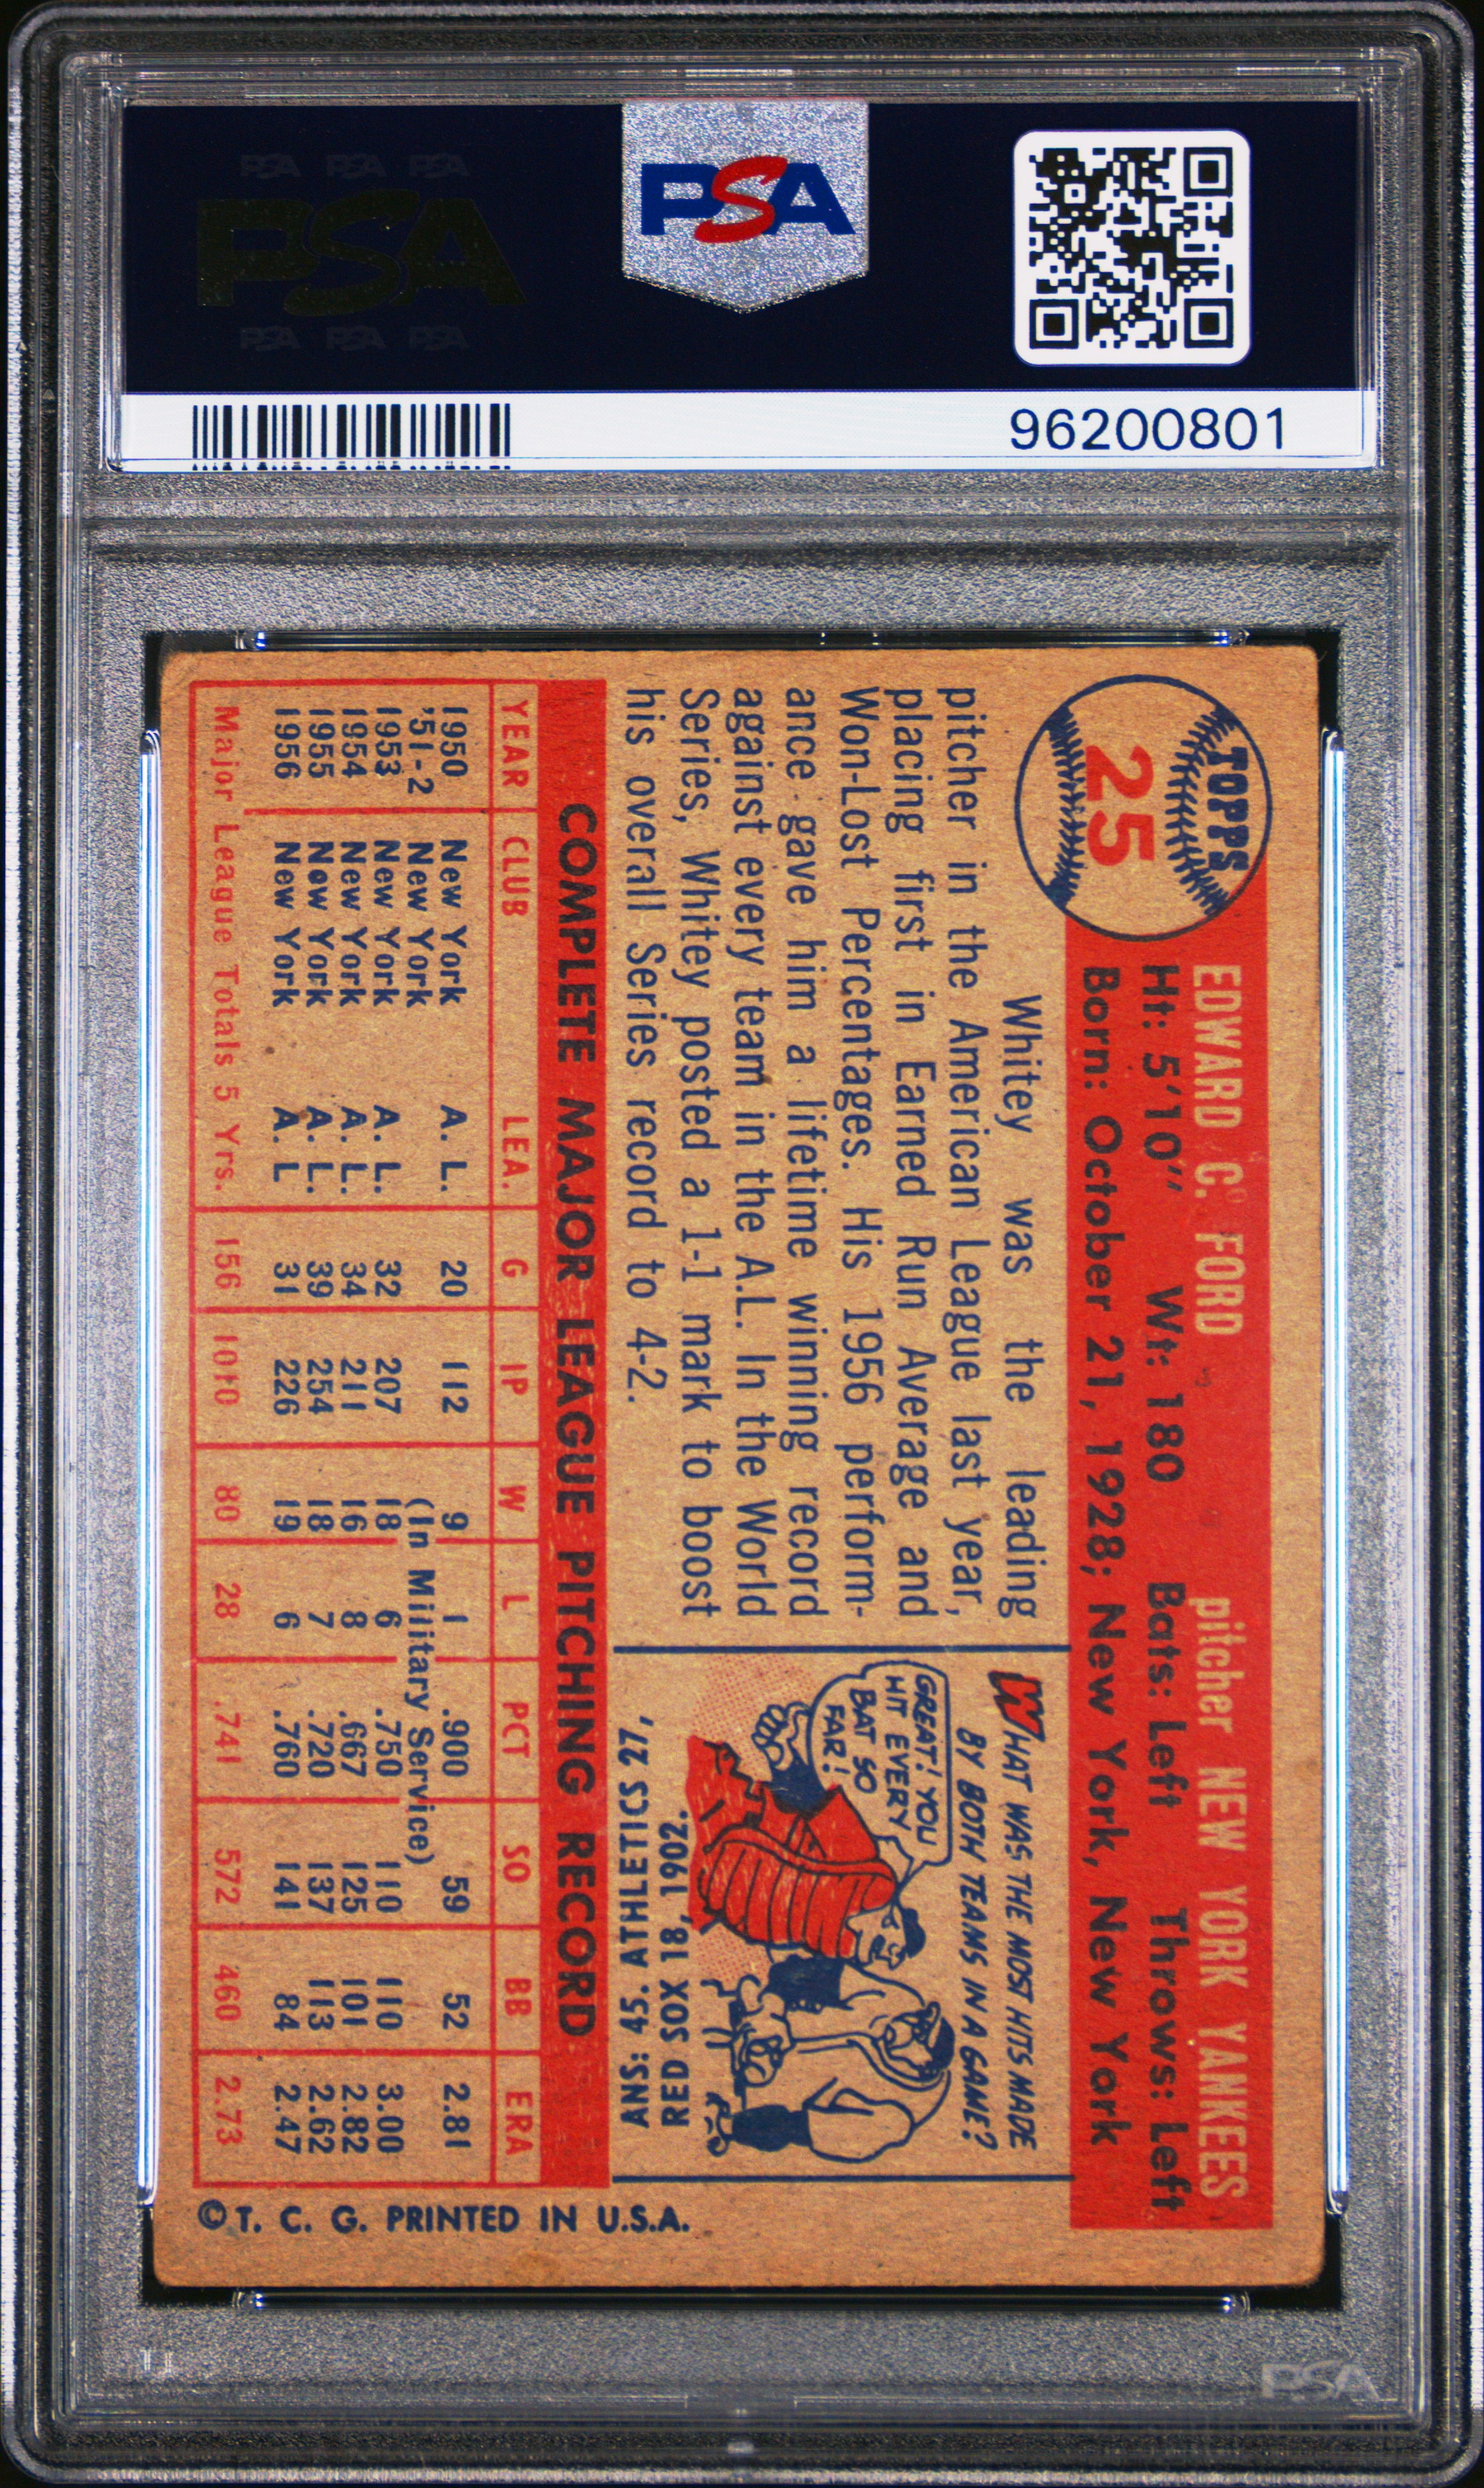 PSA PSA PSA
PSA
PSA PSA PSA
PSA
96200801
TOPPS
25
EDWARD C. FORD pitcher NEW YORK YANKEES
Ht: 5'10" Wt: 180 Bats: Left Throws: Left
Born: October 21, 1928; New York, New York
Whitey was the leading
pitcher in the American League last year,
placing first in Earned Run Average and
Won-Lost Percentages. His 1956 perform-
ance gave him a lifetime winning record
against every team in the A.L. In the World
Series, Whitey posted a 1-1 mark to boost
his overall Series record to 4-2.
WHAT WAS THE MOST HITS MADE
BY BOTH TEAMS IN A GAME?
GREAT! YOU
HIT EVERY
BAT SO
FAR!
ANS: 45. ATHLETICS 27,
RED SOX 18, 1902.
COMPLETE MAJOR LEAGUE PITCHING RECORD
YEAR CLUB LEA. G IP W L PCT SO BB ERA
1950 New York A. L. 20 112 9 1 .900 59 52 2.81
'51-2 New York (In Military Service)
1953 New York A. L. 32 207 18 6 .750 110 110 3.00
1954 New York A. L. 34 211 16 8 .667 125 101 2.82
1955 New York A. L. 39 254 18 7 .720 137 113 2.62
1956 New York A. L 31 226 19 6 .760 141 84 2.47
Major League Totals 5 Yrs. 156 1010 80 28 .741 572 460 2.73
©T. C. G. PRINTED IN U.S.A.
PSA